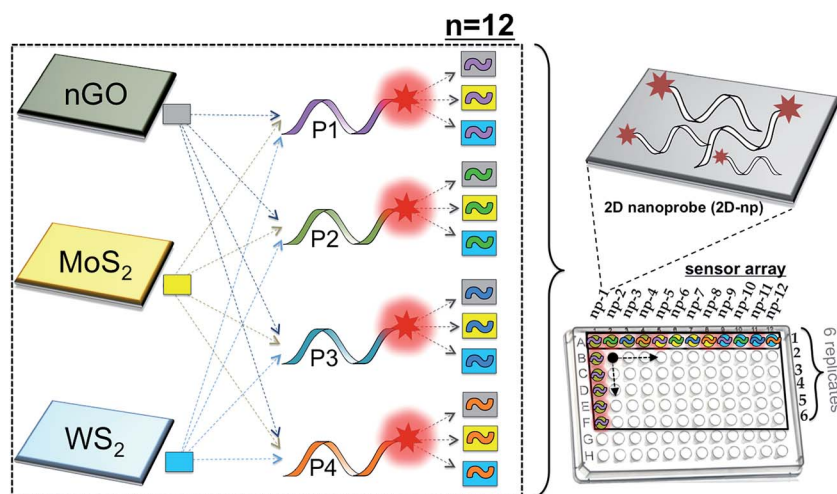 n=12
nGO
MoS2
WS2
P1
P2
P3
P4
2D nanoprobe (2D-np)
sensor array
np-1
np-2
np-3
np-4
np-5
np-6
np-7
np-8
np-9
np-10
np-11
np-12
A
B
C
D
E
F
G
H
1
2
3
4
5
6
6 replicates